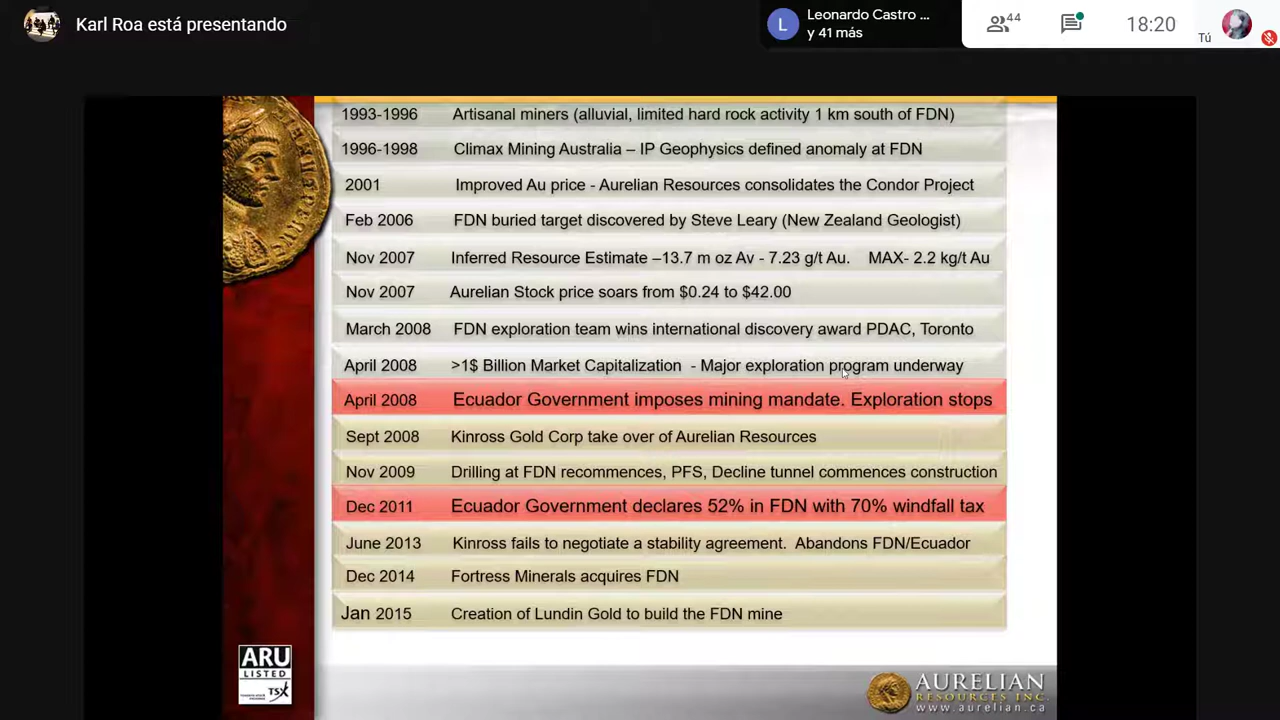 Karl Roa está presentando
Leonardo Castro ...
y 41 más
44
18:20
Tú
1993-1996 Artisanal miners (alluvial, limited hard rock activity 1 km south of FDN)
1996-1998 Climax Mining Australia – IP Geophysics defined anomaly at FDN
2001 Improved Au price - Aurelian Resources consolidates the Condor Project
Feb 2006 FDN buried target discovered by Steve Leary (New Zealand Geologist)
Nov 2007 Inferred Resource Estimate –13.7 m oz Av - 7.23 g/t Au. MAX- 2.2 kg/t Au
Nov 2007 Aurelian Stock price soars from $0.24 to $42.00
March 2008 FDN exploration team wins international discovery award PDAC, Toronto
April 2008 >1$ Billion Market Capitalization - Major exploration program underway
April 2008 Ecuador Government imposes mining mandate. Exploration stops
Sept 2008 Kinross Gold Corp take over of Aurelian Resources
Nov 2009 Drilling at FDN recommences, PFS, Decline tunnel commences construction
Dec 2011 Ecuador Government declares 52% in FDN with 70% windfall tax
June 2013 Kinross fails to negotiate a stability agreement. Abandons FDN/Ecuador
Dec 2014 Fortress Minerals acquires FDN
Jan 2015 Creation of Lundin Gold to build the FDN mine
ARU
LISTED
TSX
AURELIAN
RESOURCES INC.
www.aurelian.ca
L